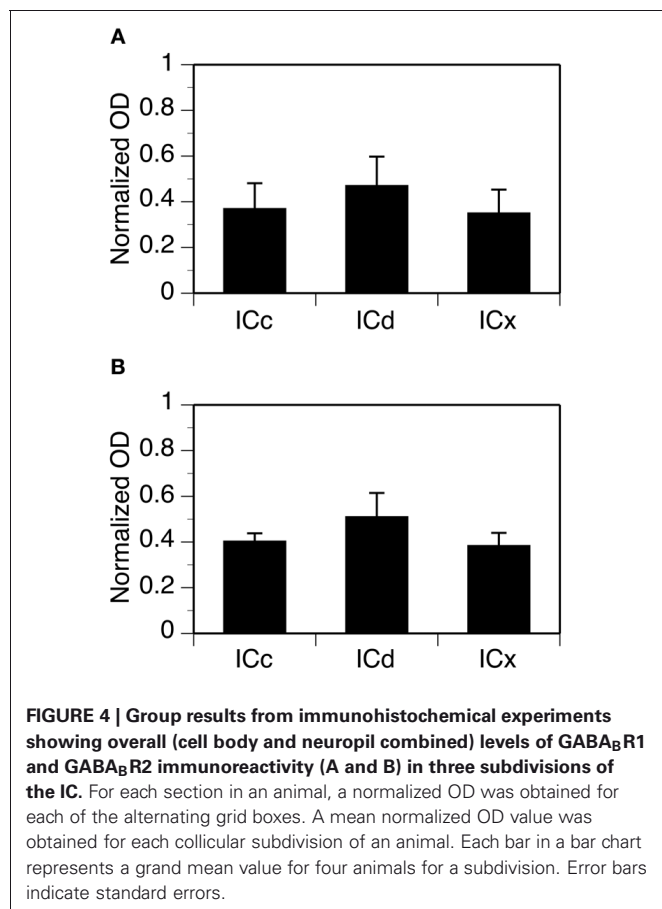 A
1
0.8
0.6
0.4
0.2
0
Normalized OD
ICc ICd ICx
B
1
0.8
0.6
0.4
0.2
0
Normalized OD
ICc ICd ICx
FIGURE 4 | Group results from immunohistochemical experiments
showing overall (cell body and neuropil combined) levels of GABA_BR1
and GABA_BR2 immunoreactivity (A and B) in three subdivisions of
the IC. For each section in an animal, a normalized OD was obtained for
each of the alternating grid boxes. A mean normalized OD value was
obtained for each collicular subdivision of an animal. Each bar in a bar chart
represents a grand mean value for four animals for a subdivision. Error bars
indicate standard errors.